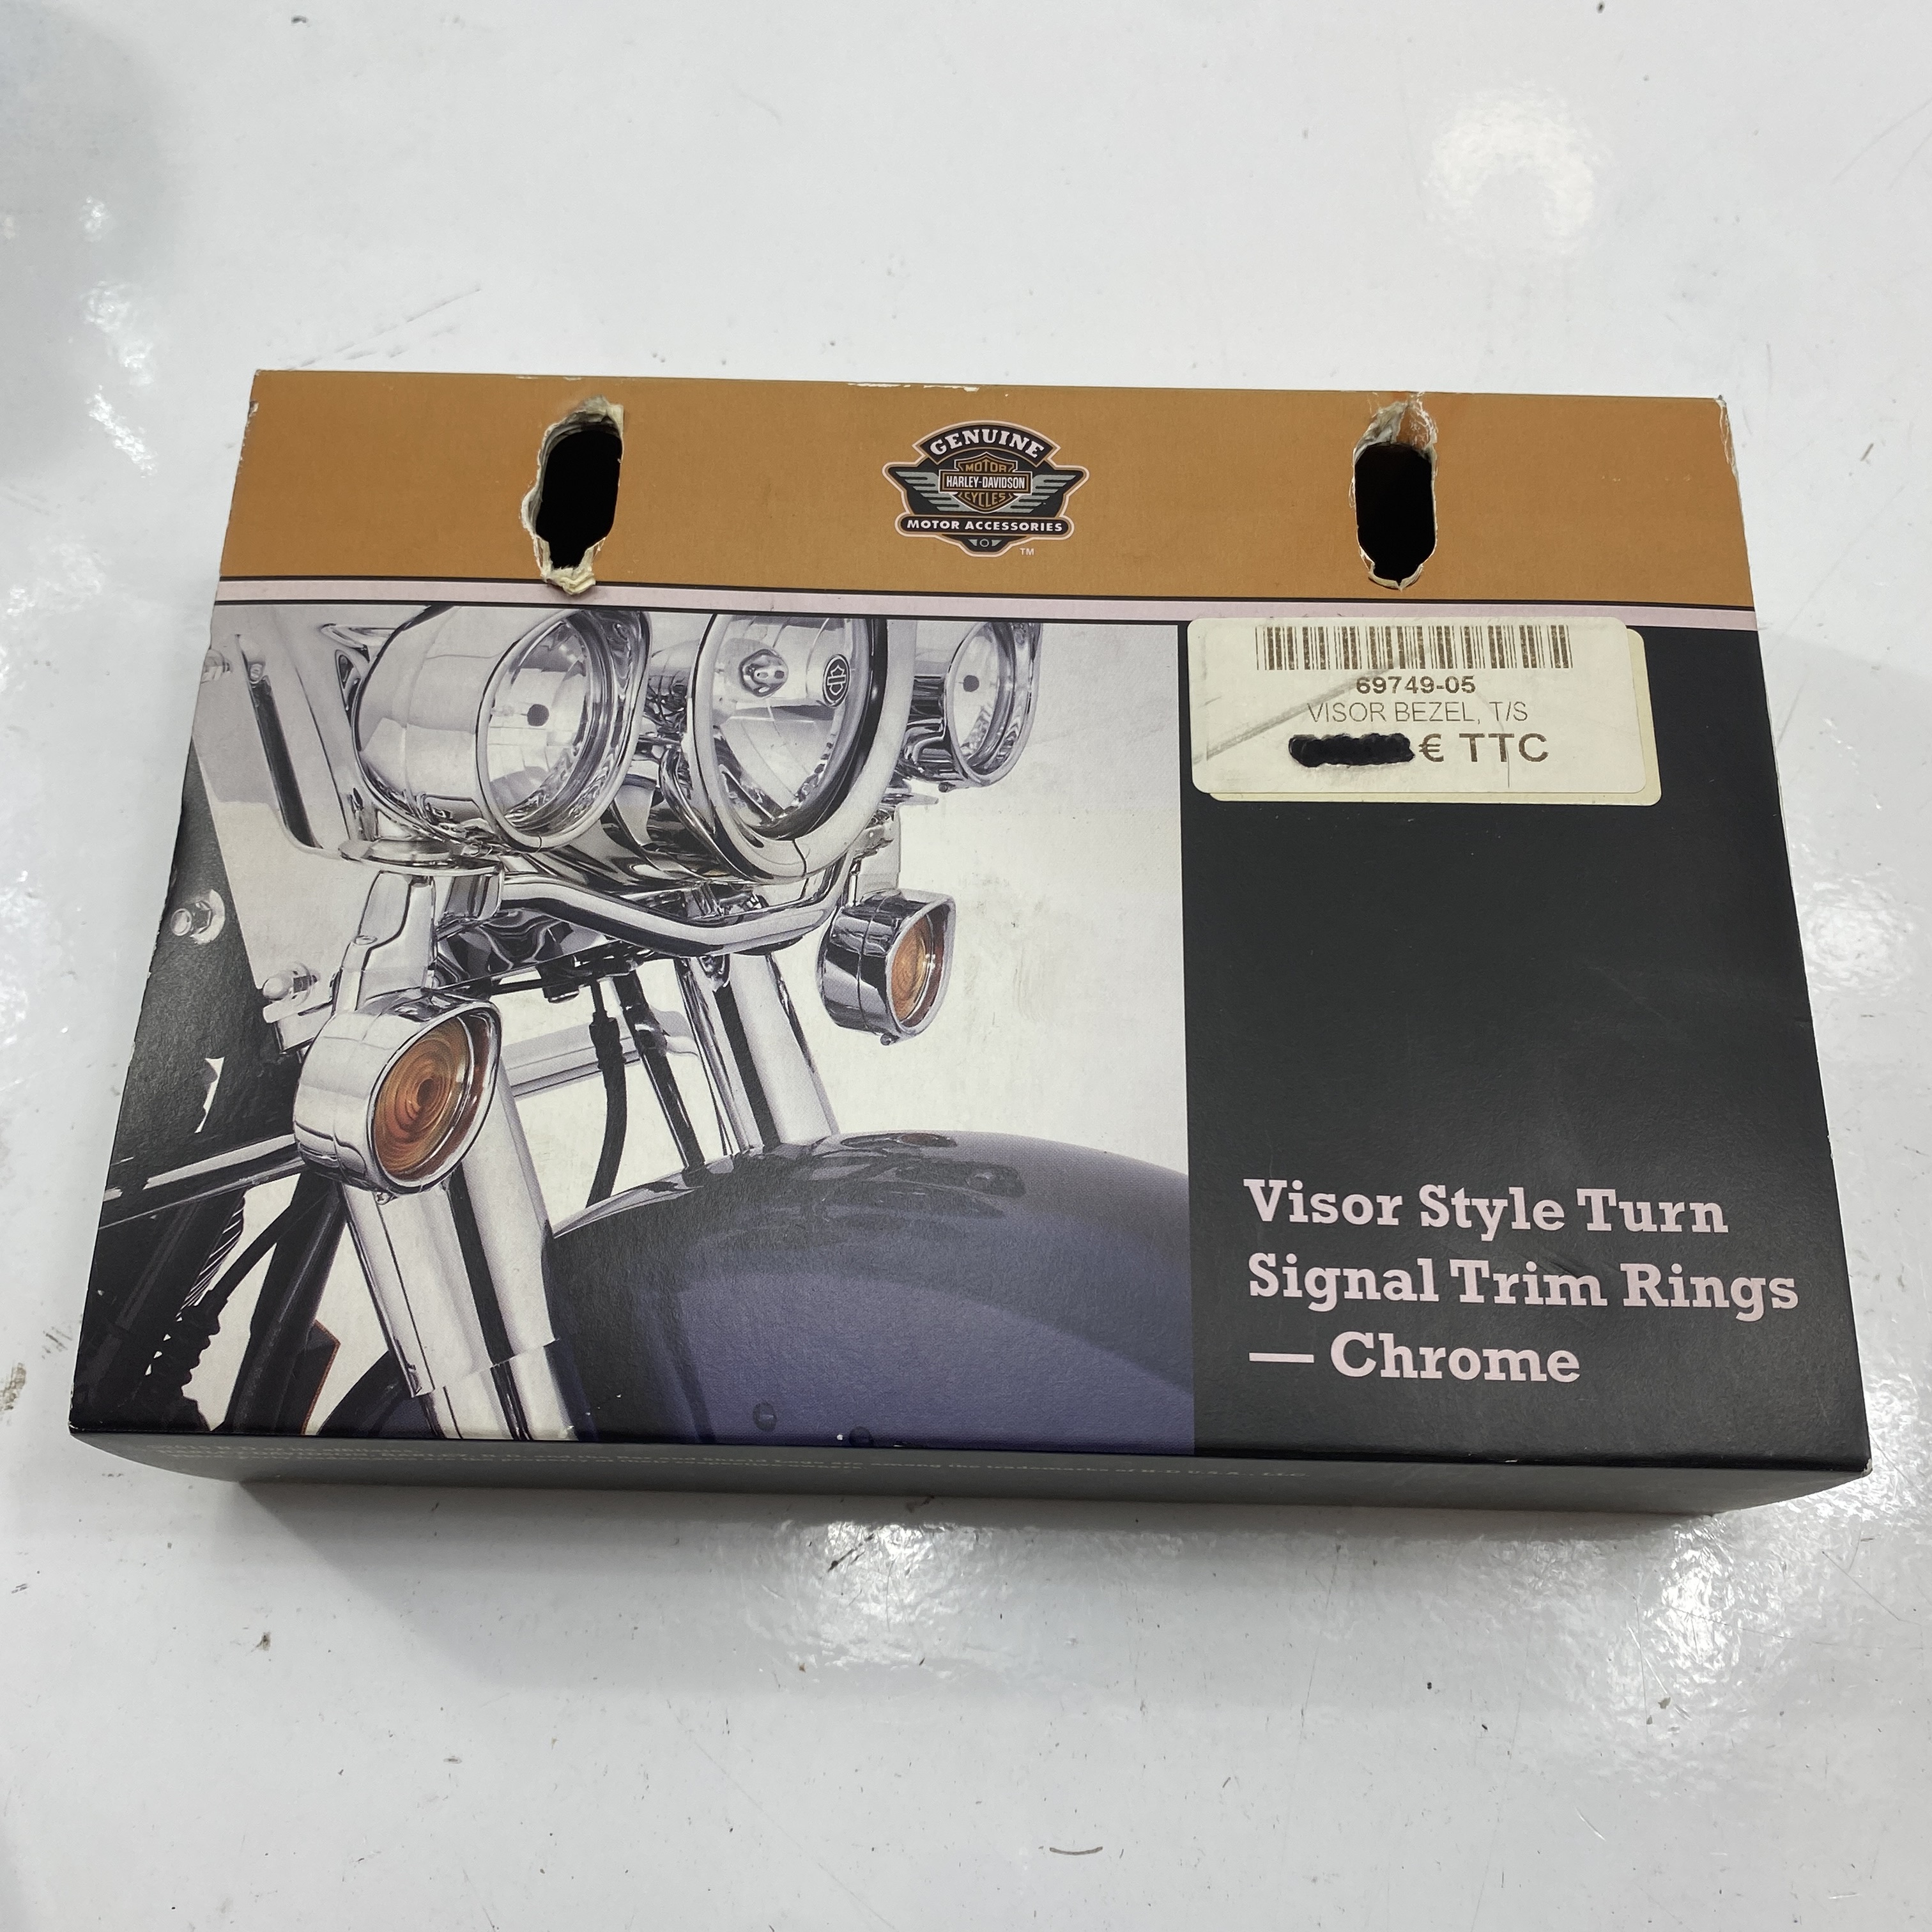 GENUINE
MOTOR
HARLEY-DAVIDSON
CYCLES
MOTOR ACCESSORIES
TM
69749-05
VISOR BEZEL, T/S
€ TTC
Visor Style Turn
Signal Trim Rings
— Chrome